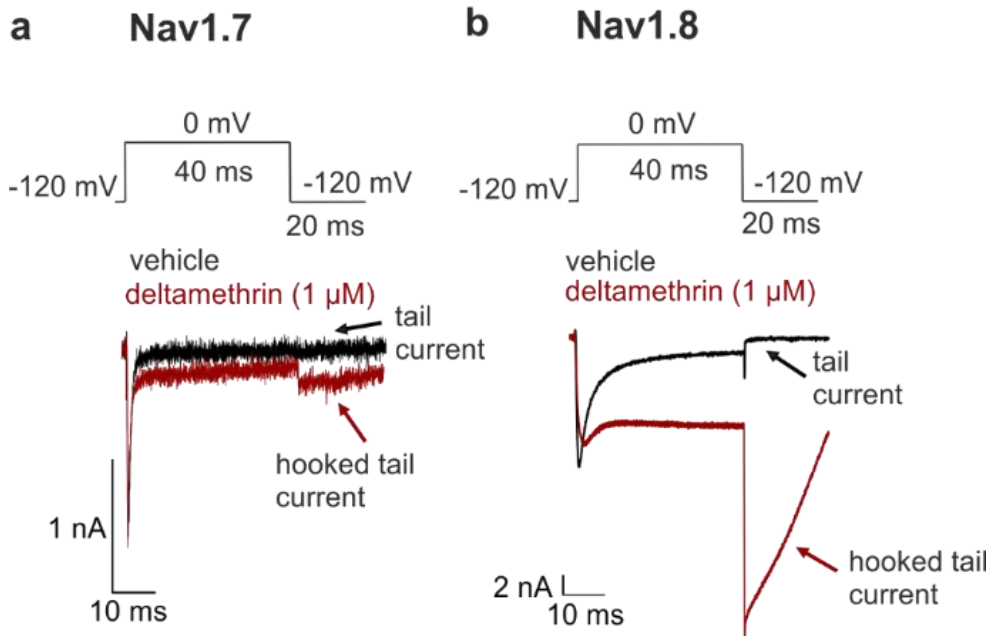 a Nav1.7
0 mV
-120 mV 40 ms -120 mV
20 ms
vehicle
deltamethrin (1 µM)
tail
current
hooked tail
current
1 nA
10 ms
b Nav1.8
0 mV
-120 mV 40 ms -120 mV
20 ms
vehicle
deltamethrin (1 µM)
tail
current
hooked tail
current
2 nA
10 ms